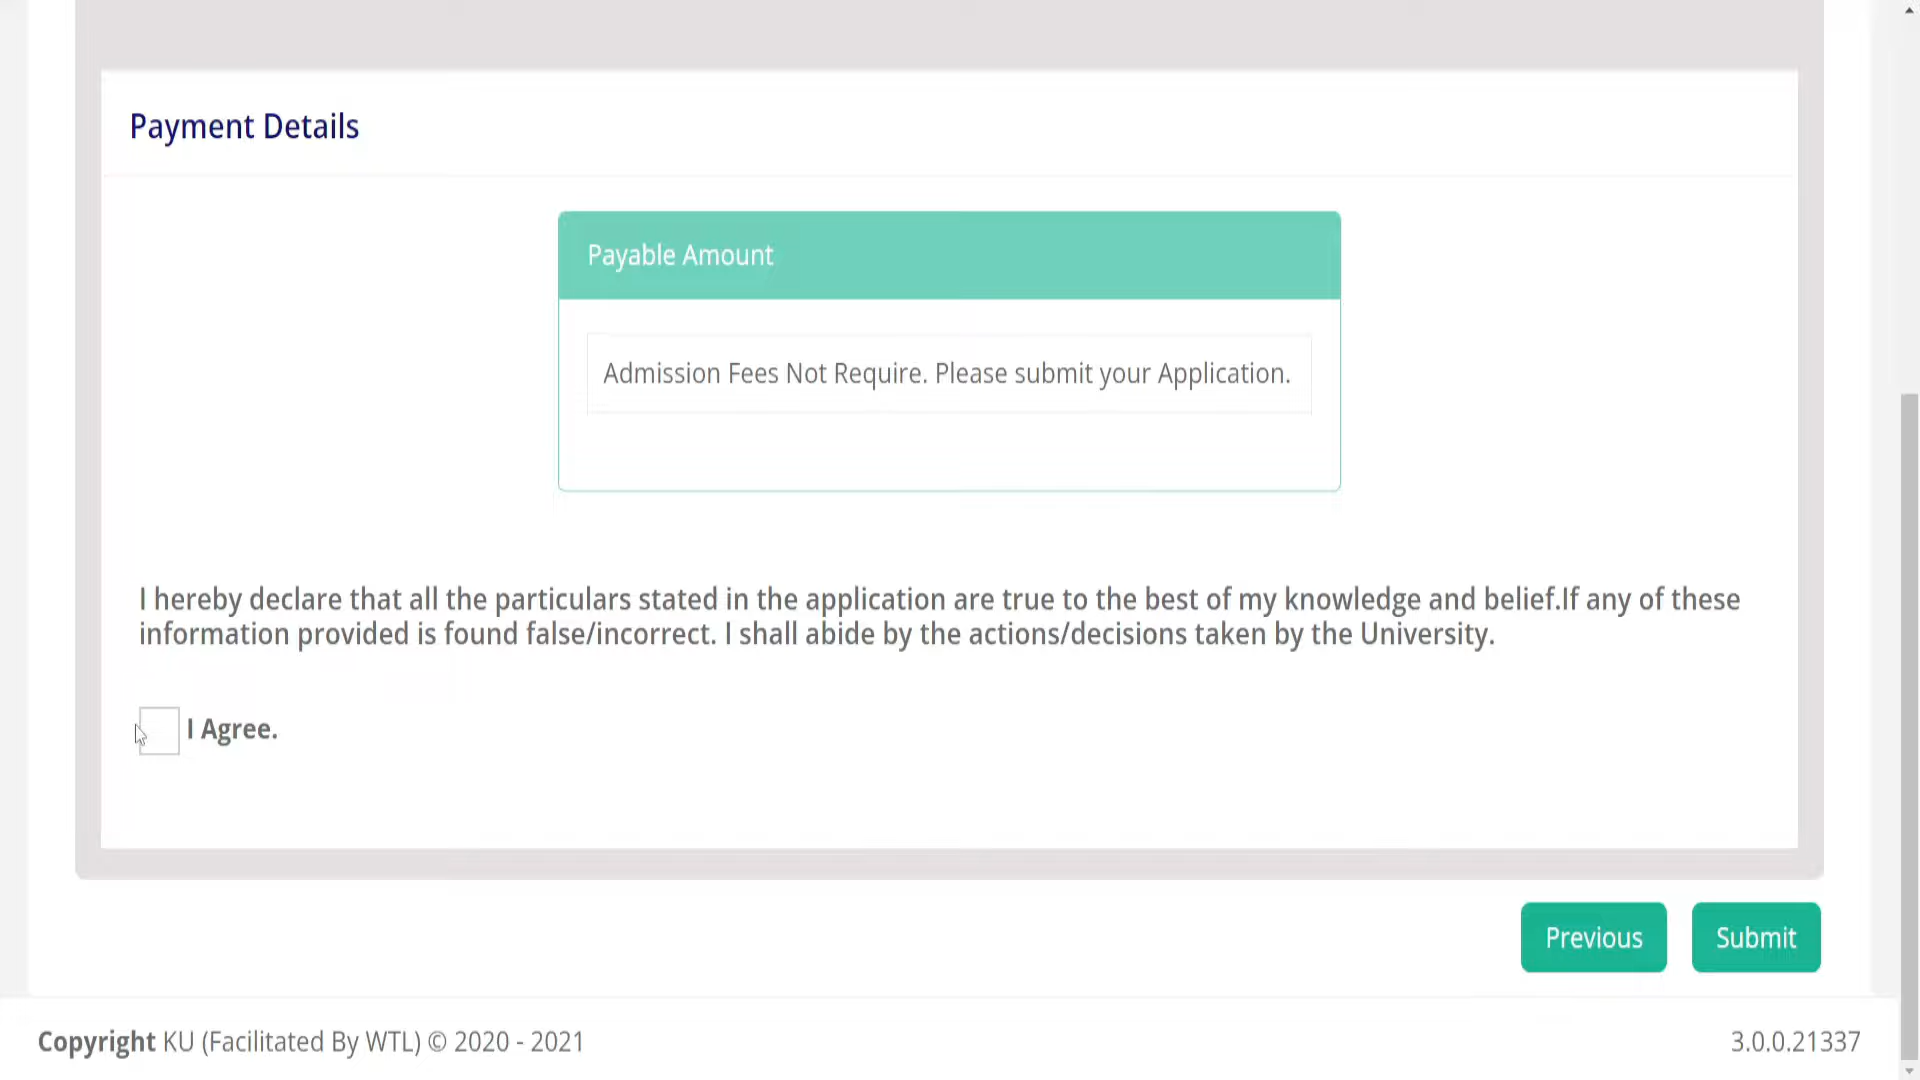 Payment Details
Payable Amount
Admission Fees Not Require. Please submit your Application.
I hereby declare that all the particulars stated in the application are true to the best of my knowledge and belief.If any of these
information provided is found false/incorrect. I shall abide by the actions/decisions taken by the University.
I Agree.
Previous Submit
Copyright KU (Facilitated By WTL) © 2020 - 2021 3.0.0.21337